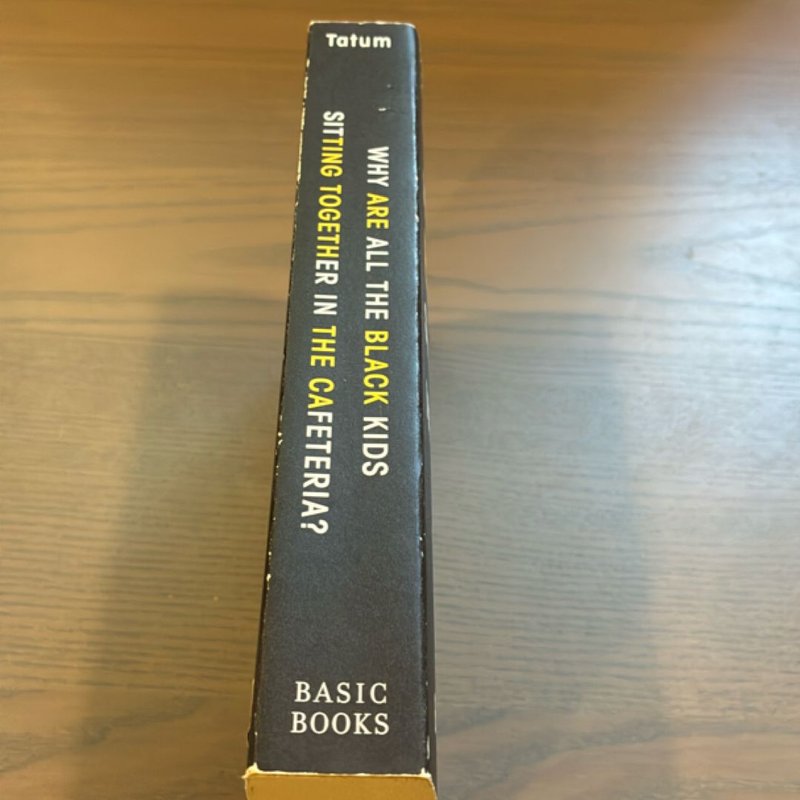 Tatum
WHY ARE ALL THE BLACK KIDS
SITTING TOGETHER IN THE CAFETERIA?
BASIC
BOOKS